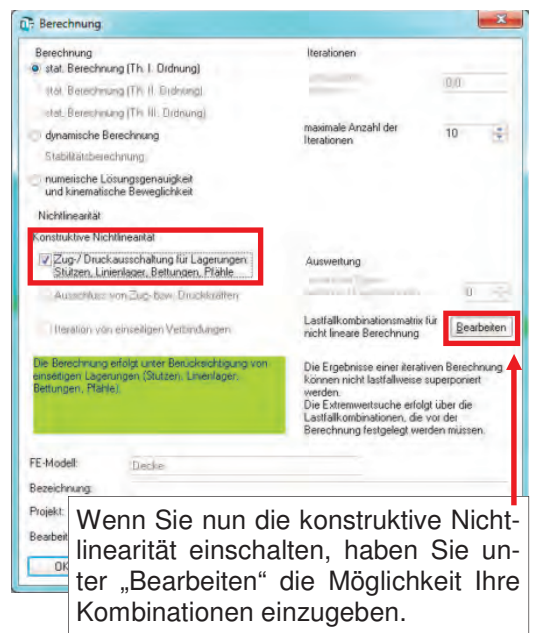 Berechnung
Berechnung
stat. Berechnung (Th. I. Ordnung)
stat. Berechnung (Th. II. Ordnung)
stat. Berechnung (Th. III. Ordnung)
dynamische Berechnung
Stabilitätsberechnung
numerische Lösungsgenauigkeit
und kinematische Beweglichkeit
Nichtlinearität
Konstruktive Nichtlinearität
Zug-/ Druckausschaltung für Lagerungen:
Stützen, Linienlager, Bettungen, Pfähle
Ausschluss von Zug- bzw. Druckkräften
Iteration von einseitigen Verbindungen
Die Berechnung erfolgt unter Berücksichtigung von
einseitigen Lagerungen (Stützen, Linienlager,
Bettungen, Pfähle).
Iterationen
0.0
maximale Anzahl der
Iterationen
10
Auswertung
0
Lastfallkombinationsmatrix für
nicht lineare Berechnung
Bearbeiten
Die Ergebnisse einer iterativen Berechnung
können nicht lastfallweise superponiert
werden.
Die Extremwertsuche erfolgt über die
Lastfallkombinationen, die vor der
Berechnung festgelegt werden müssen.
FE-Modell:
Decke
Bezeichnung:
Projekt:
Bearbeit
OK
Wenn Sie nun die konstruktive Nicht-
linearität einschalten, haben Sie un-
ter „Bearbeiten“ die Möglichkeit Ihre
Kombinationen einzugeben.